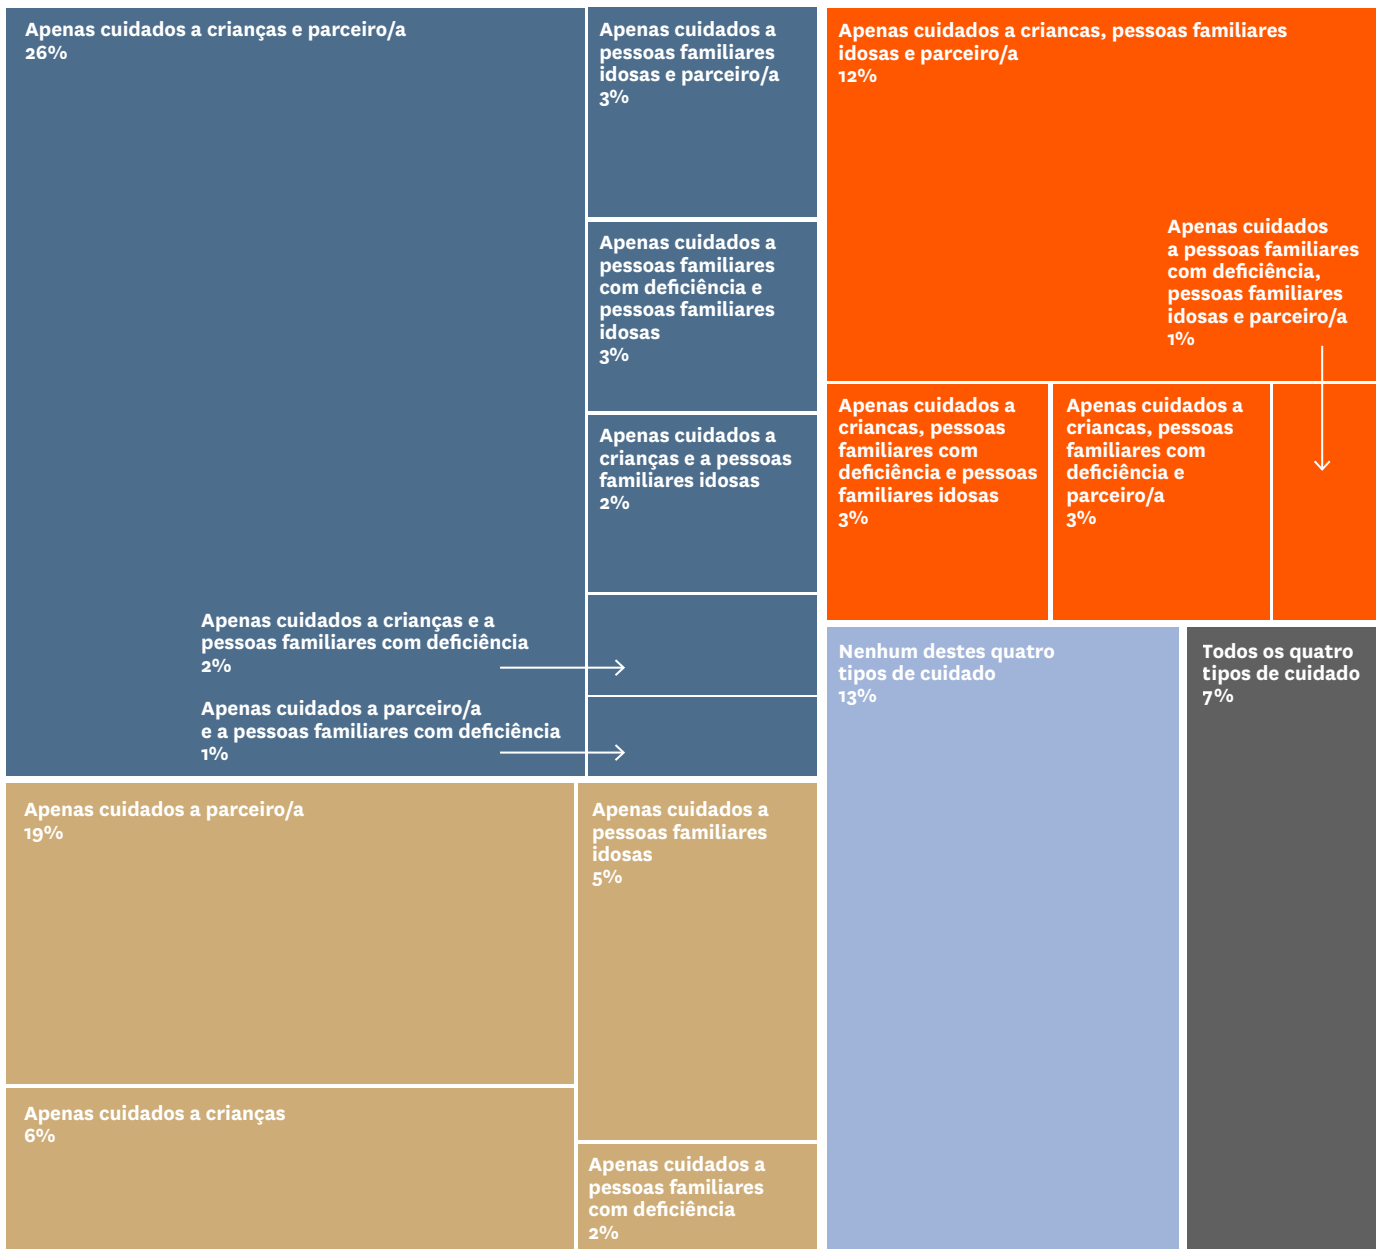 Apenas cuidados a crianças e parceiro/a
26%
Apenas cuidados a
pessoas familiares
idosas e parceiro/a
3%
Apenas cuidados a
pessoas familiares
com deficiência e
pessoas familiares
idosas
3%
Apenas cuidados a
crianças e a pessoas
familiares idosas
2%
Apenas cuidados a crianças e a
pessoas familiares com deficiência
2%
Apenas cuidados a parceiro/a
e a pessoas familiares com deficiência
1%
Apenas cuidados a criancas, pessoas familiares
idosas e parceiro/a
12%
Apenas cuidados
a pessoas familiares
com deficiência,
pessoas familiares
idosas e parceiro/a
1%
Apenas cuidados a
criancas, pessoas
familiares com
deficiência e pessoas
familiares idosas
3%
Apenas cuidados a
criancas, pessoas
familiares com
deficiência e
parceiro/a
3%
Apenas cuidados a parceiro/a
19%
Apenas cuidados a
pessoas familiares
idosas
5%
Apenas cuidados a crianças
6%
Apenas cuidados a
pessoas familiares
com deficiência
2%
Nenhum destes quatro
tipos de cuidado
13%
Todos os quatro
tipos de cuidado
7%